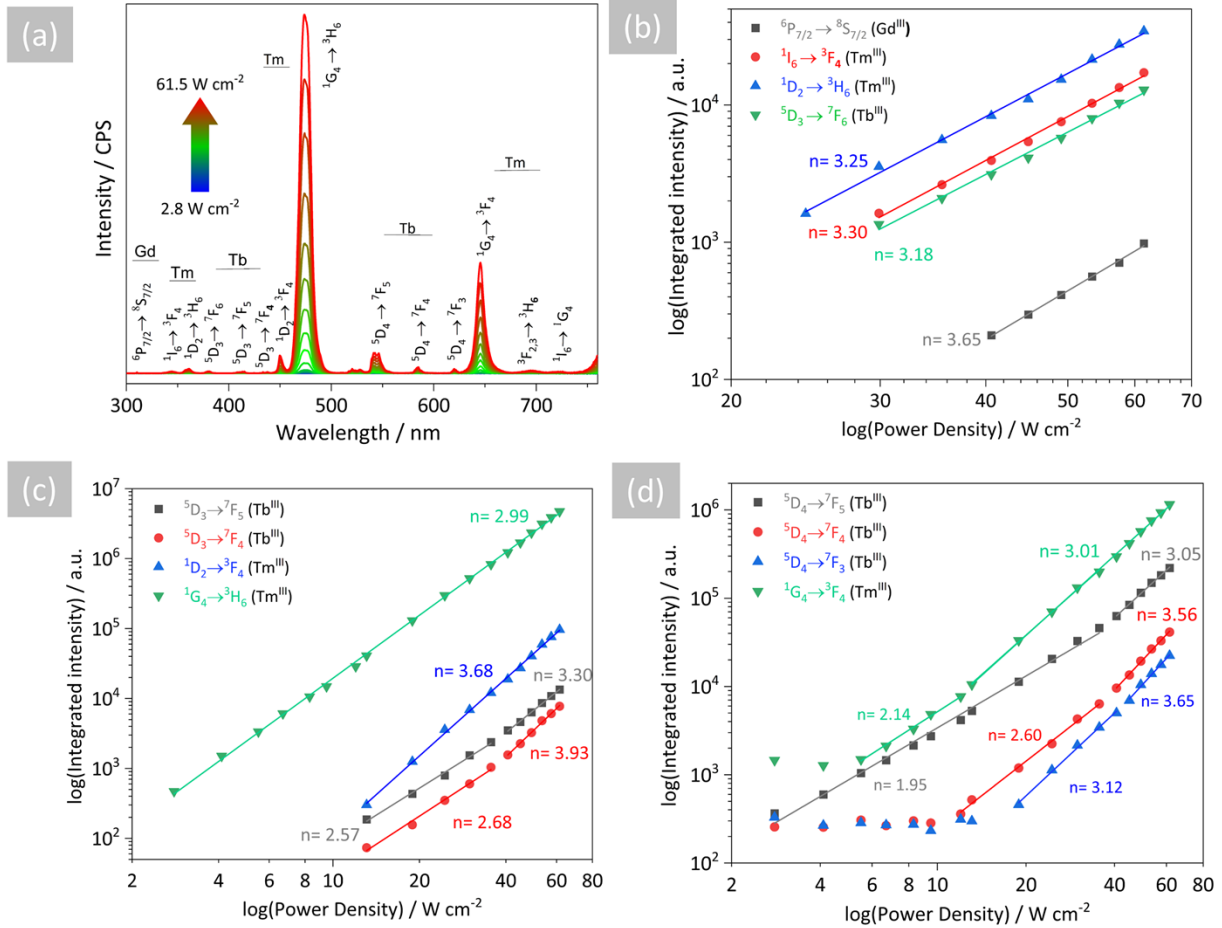 (a)
Intensity / CPS
61.5 W cm⁻²
2.8 W cm⁻²
Gd
Tm
Tb
Tm
Tb
Tm
⁶P₇/₂→⁸S₇/₂
¹I₆→³F₄
¹D₂→³H₆
⁵D₃→⁷F₆
⁵D₃→⁷F₅
⁵D₃→⁷F₄
¹D₂→³F₄
¹G₄→³H₆
⁵D₄→⁷F₅
⁵D₄→⁷F₄
⁵D₄→⁷F₃
¹G₄→³F₄
³F₂,₃→³H₆
¹I₆→¹G₄
300 400 500 600 700
Wavelength / nm
(b)
log(Integrated intensity) / a.u.
⁶P₇/₂→⁸S₇/₂ (Gdᴵᴵᴵ)
¹I₆→³F₄ (Tmᴵᴵᴵ)
¹D₂→³H₆ (Tmᴵᴵᴵ)
⁵D₃→⁷F₆ (Tbᴵᴵᴵ)
n= 3.25
n= 3.30
n= 3.18
n= 3.65
10⁴
10³
10²
20 30 40 50 60 70
log(Power Density) / W cm⁻²
(c)
log(Integrated intensity) / a.u.
⁵D₃→⁷F₅ (Tbᴵᴵᴵ)
⁵D₃→⁷F₄ (Tbᴵᴵᴵ)
¹D₂→³F₄ (Tmᴵᴵᴵ)
¹G₄→³H₆ (Tmᴵᴵᴵ)
n= 2.99
n= 3.68
n= 3.30
n= 3.93
n= 2.57
n= 2.68
10⁷
10⁶
10⁵
10⁴
10³
10²
2 4 6 8 10 20 40 60 80
log(Power Density) / W cm⁻²
(d)
log(Integrated intensity) / a.u.
⁵D₄→⁷F₅ (Tbᴵᴵᴵ)
⁵D₄→⁷F₄ (Tbᴵᴵᴵ)
⁵D₄→⁷F₃ (Tbᴵᴵᴵ)
¹G₄→³F₄ (Tmᴵᴵᴵ)
n= 3.01
n= 3.05
n= 3.56
n= 3.65
n= 2.14
n= 2.60
n= 1.95
n= 3.12
10⁶
10⁵
10⁴
10³
10²
2 4 6 8 10 20 40 60 80
log(Power Density) / W cm⁻²